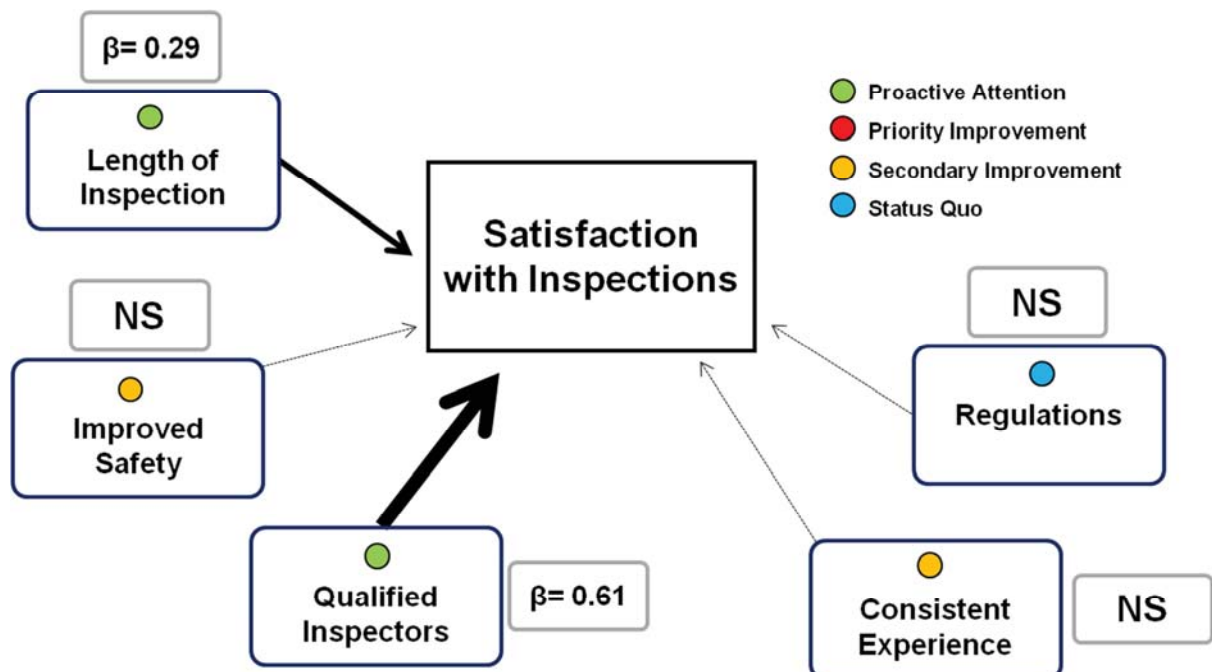 β= 0.29
Length of
Inspection
Proactive Attention
Priority Improvement
Secondary Improvement
Status Quo
Satisfaction
with Inspections
NS
Improved
Safety
NS
Regulations
Qualified
Inspectors
β= 0.61
Consistent
Experience
NS